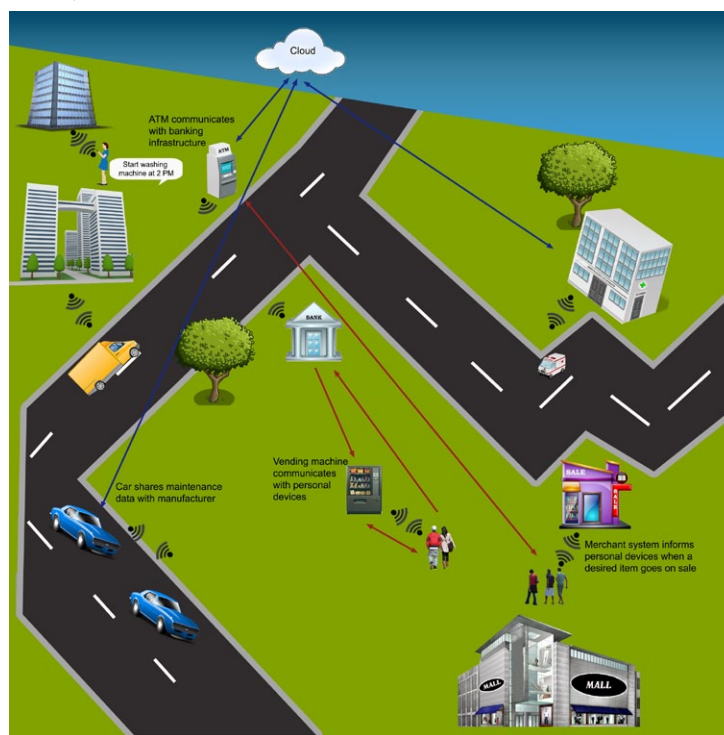 Cloud
ATM communicates
with banking
infrastructure
ATM
Start washing
machine at 2 PM
BANK
Car shares maintenance
data with manufacturer
Vending machine
communicates
with personal
devices
SALE
SALE
Merchant system informs
personal devices when a
desired item goes on sale
MALL
MALL